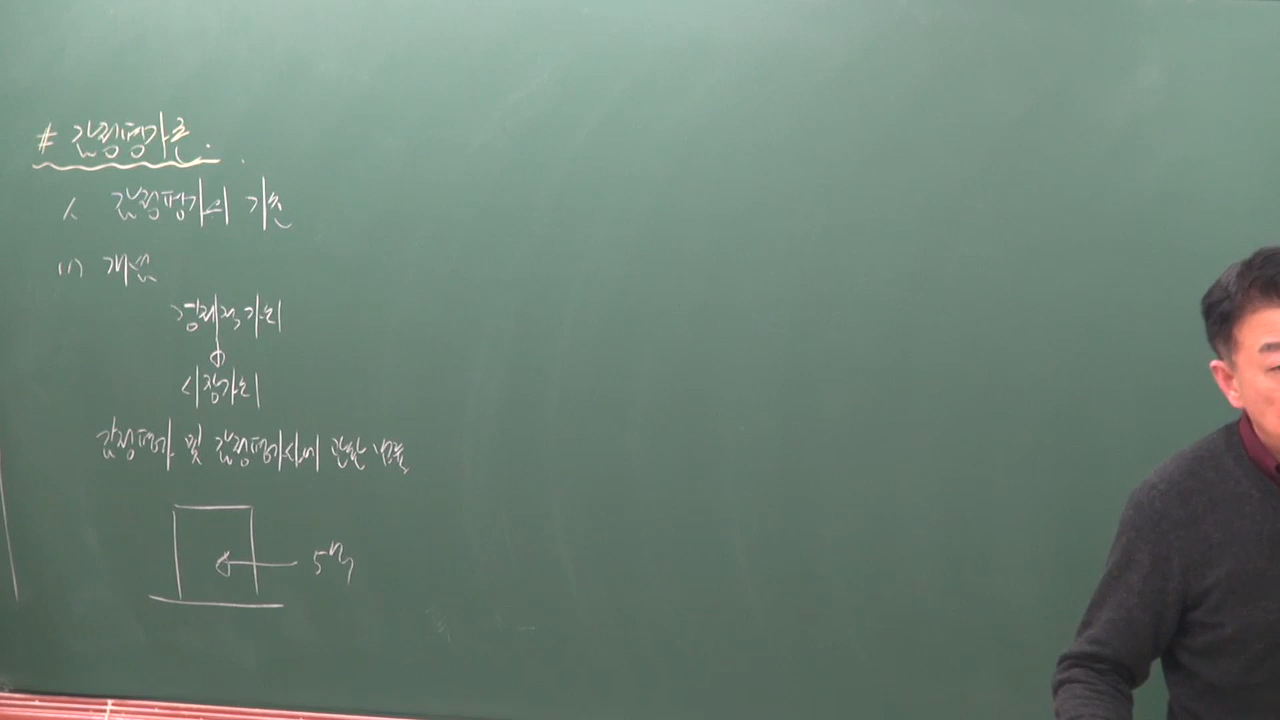 # 감정평가론.
1. 감정평가의 기초
(1) 개념
경제적가치
시장가치
감정평가 및 감정평가사에 관한 법률
5억